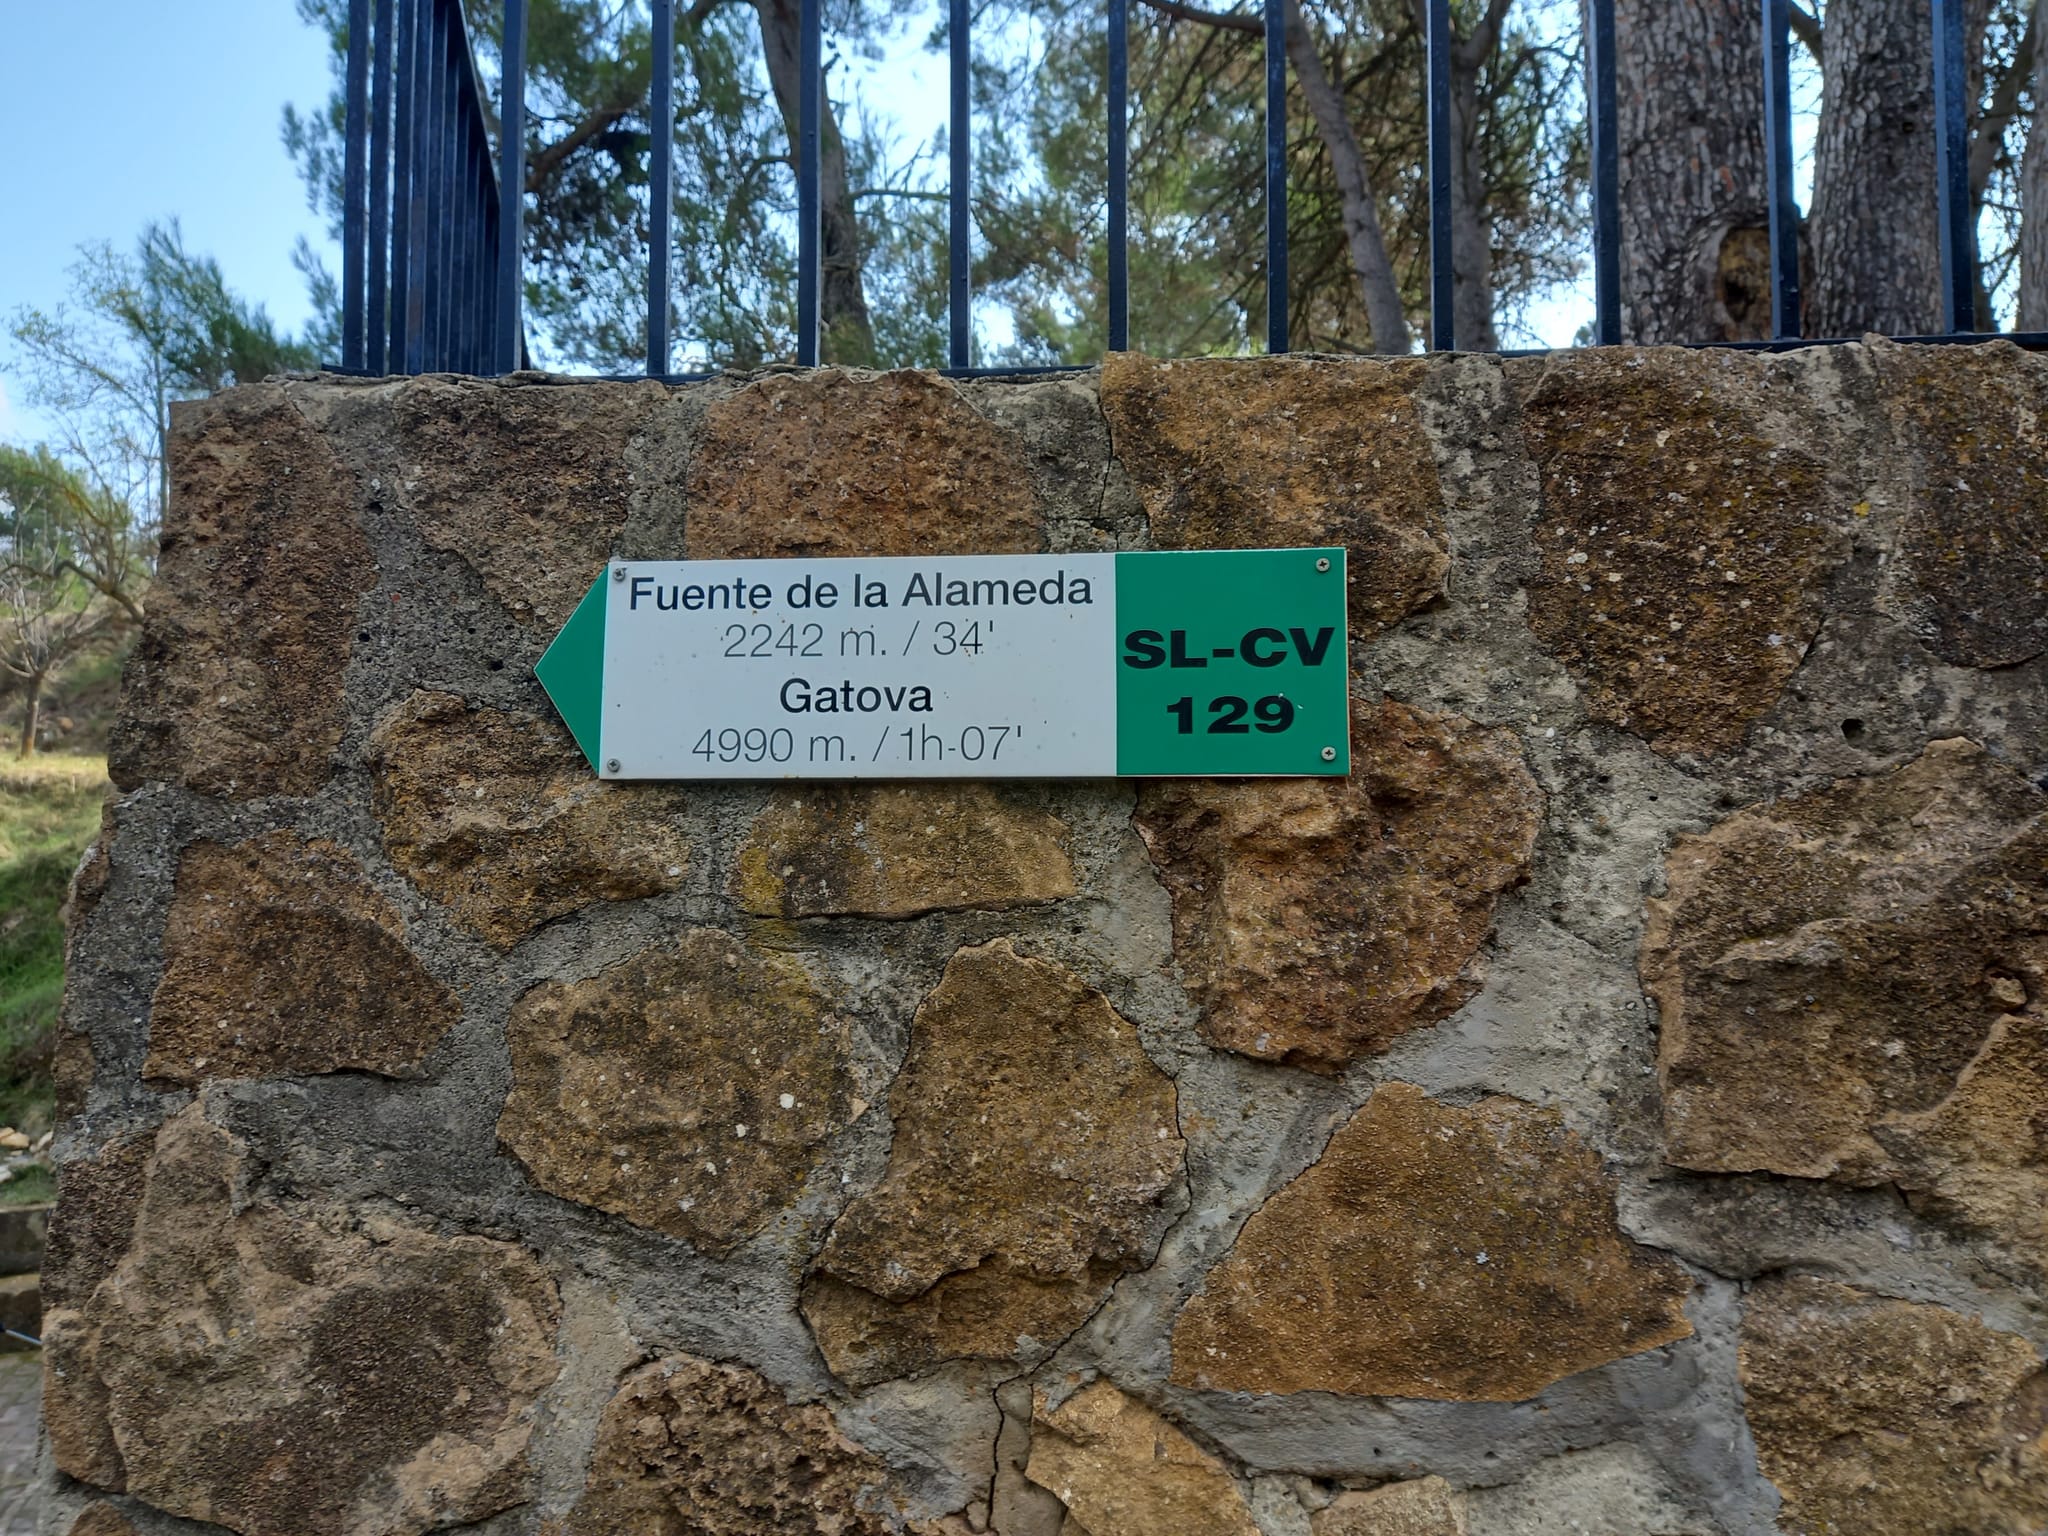 Fuente de la Alameda
2242 m. / 34'
Gatova
4990 m. / 1h-07'
SL-CV
129